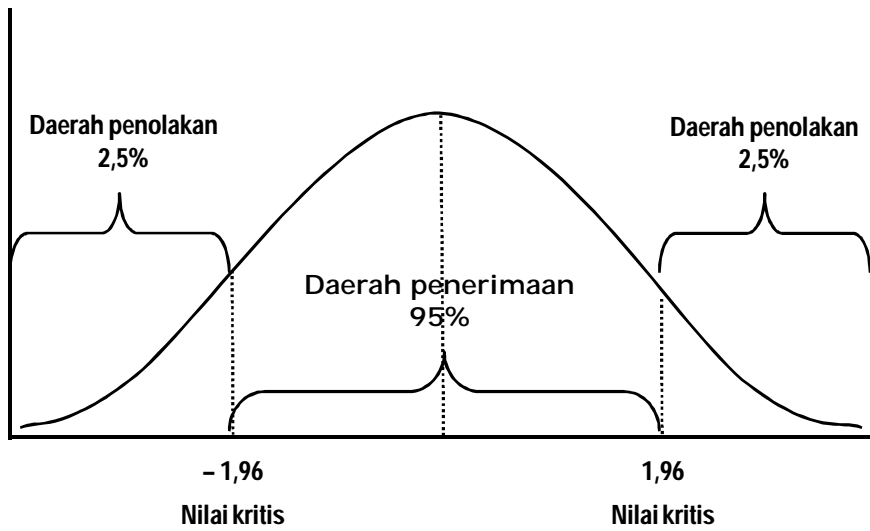 Daerah penolakan
2,5%
Daerah penolakan
2,5%
Daerah penerimaan
95%
– 1,96
1,96
Nilai kritis
Nilai kritis